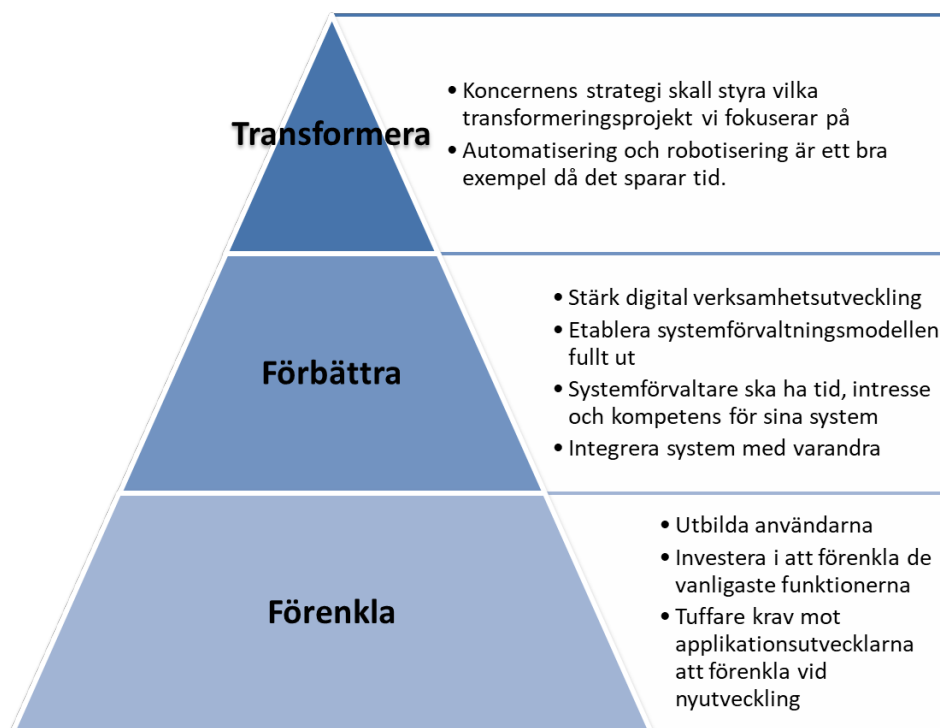 Transformera
• Koncernens strategi skall styra vilka
transformeringsprojekt vi fokuserar på
• Automatisering och robotisering är ett bra
exempel då det sparar tid.
Förbättra
• Stärk digital verksamhetsutveckling
• Etablera systemförvaltningsmodellen
fullt ut
• Systemförvaltare ska ha tid, intresse
och kompetens för sina system
• Integrera system med varandra
Förenkla
• Utbilda användarna
• Investera i att förenkla de
vanligaste funktionerna
• Tuffare krav mot
applikationsutvecklarna
att förenkla vid
nyutveckling